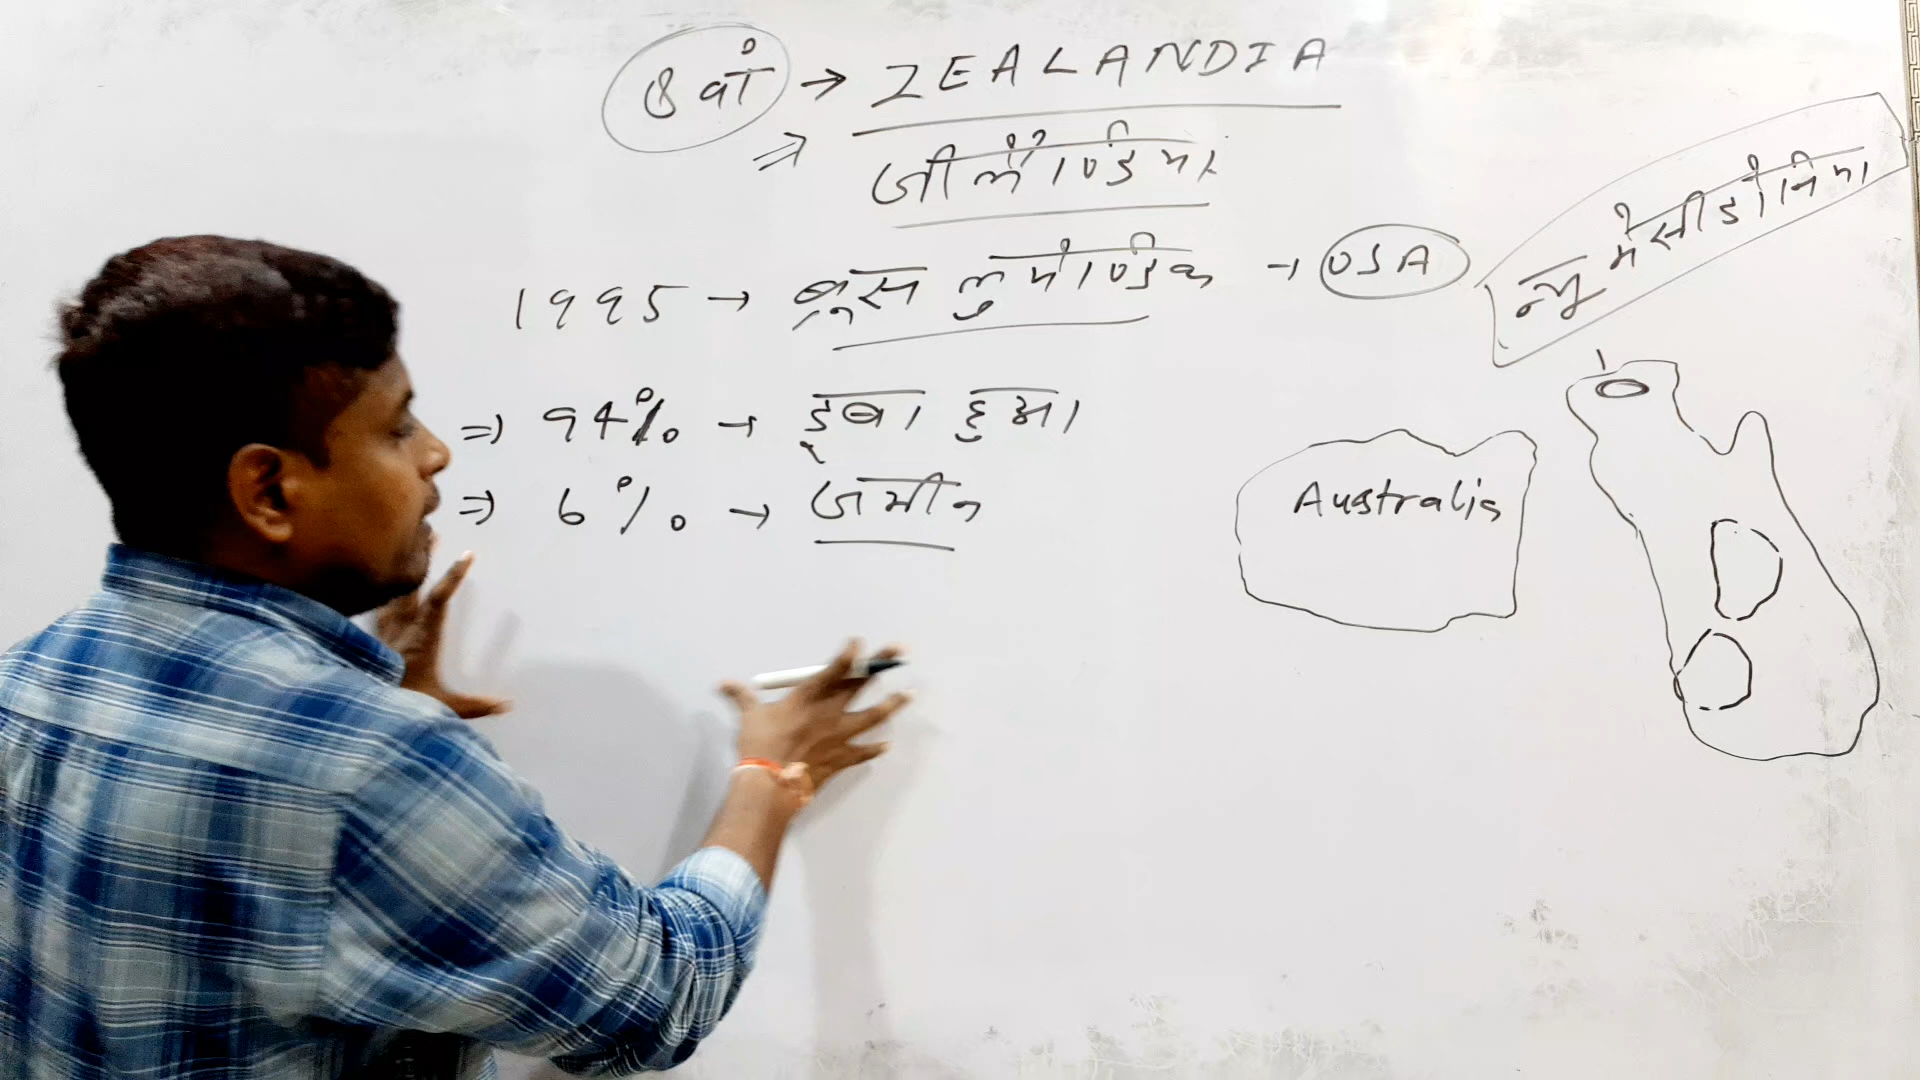 8 वाँ → ZEALANDIA
⇒ जीलैण्डिया
1995 → ब्रूस लुयेण्डिक → USA
⇒ 94% → डूबा हुआ
⇒ 6% → जमीन
न्यू मेसीडोनिया
Australia